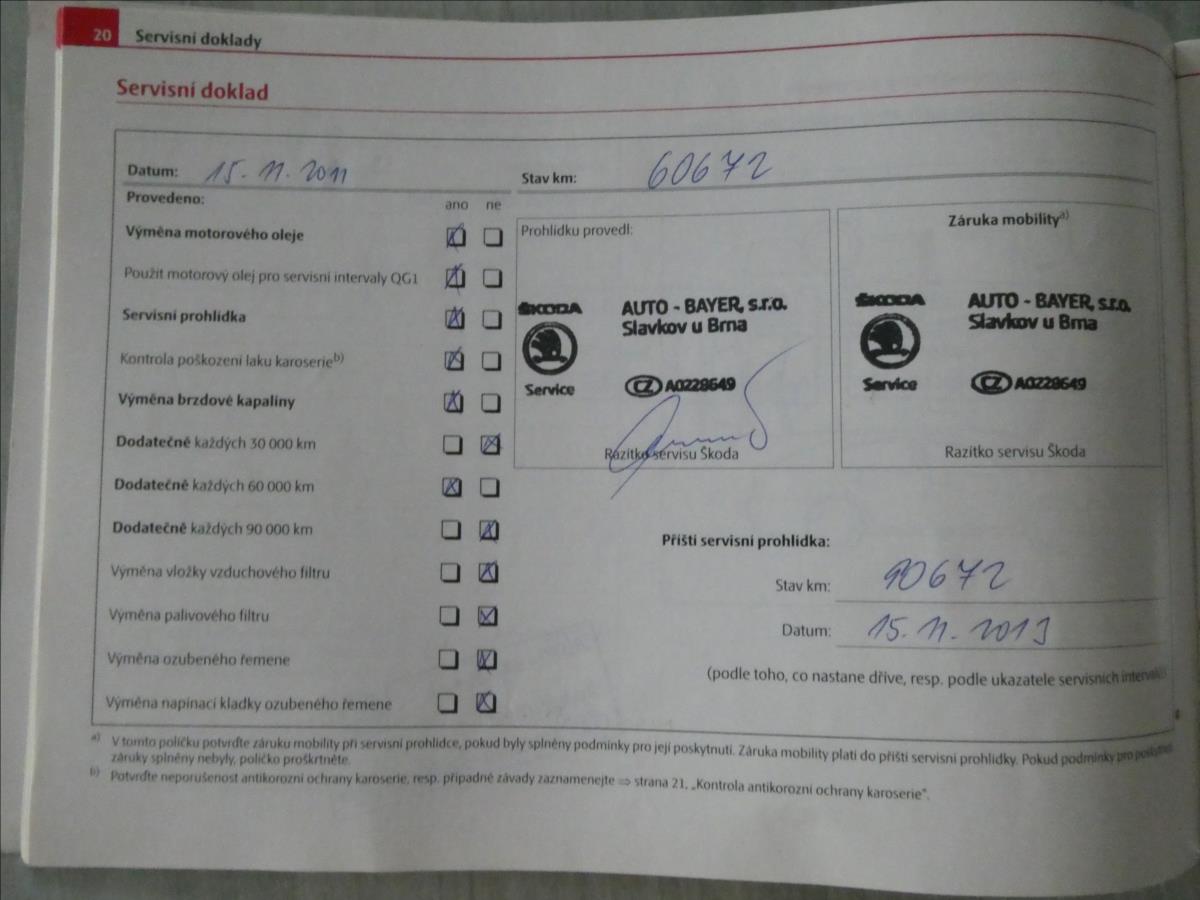 20 Servisní doklady
Servisní doklad
Datum: 15. 11. 2011 Stav km: 60672
Provedeno: ano ne
Výměna motorového oleje
Použit motorový olej pro servisní intervaly QG1
Servisní prohlídka
Kontrola poškození laku karoserie b)
Výměna brzdové kapaliny
Dodatečně každých 30 000 km
Dodatečně každých 60 000 km
Dodatečně každých 90 000 km
Výměna vložky vzduchového filtru
Výměna palivového filtru
Výměna ozubeného řemene
Výměna napínací kladky ozubeného řemene
Prohlídku provedl:
ŠKODA AUTO - BAYER, s.r.o.
Slavkov u Brna
Service CZ A0228649
Razítko servisu Škoda
Záruka mobility a)
ŠKODA AUTO - BAYER, s.r.o.
Slavkov u Brna
Service CZ A0228649
Razítko servisu Škoda
Příští servisní prohlídka:
Stav km: 90672
Datum: 15. 11. 2013
(podle toho, co nastane dříve, resp. podle ukazatele servisních intervalů)
a) V tomto políčku potvrďte záruku mobility při servisní prohlídce, pokud byly splněny podmínky pro její poskytnutí. Záruka mobility platí do příští servisní prohlídky. Pokud podmínky pro poskytnutí
záruky splněny nebyly, políčko proškrtněte.
b) Potvrďte neporušenost antikorozní ochrany karoserie, resp. případné závady zaznamenejte ⇒ strana 21, „Kontrola antikorozní ochrany karoserie“.